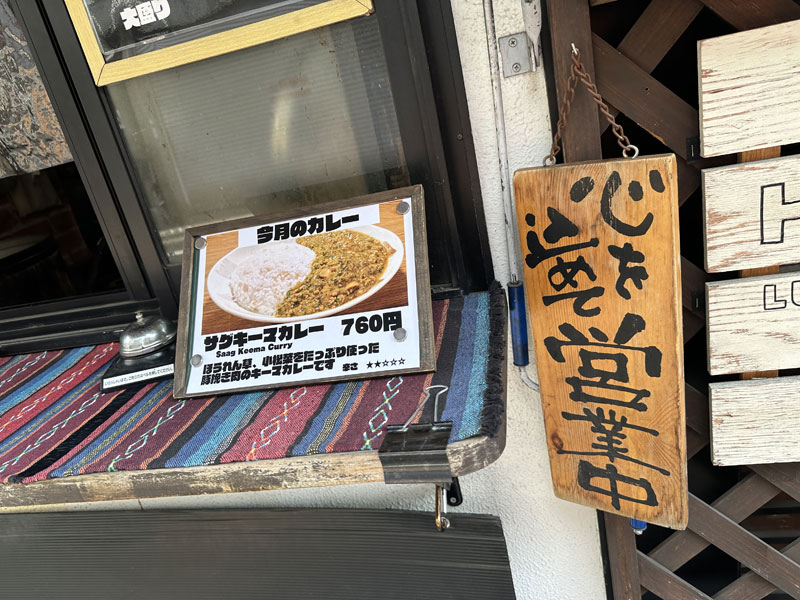 大盛り
今月のカレー
サグキーマカレー 760円
Saag Keema Curry
ほうれん草、小松菜をたっぷり使った
豚挽き肉のキーマカレーです 辛さ ★★☆☆☆
心を
込めて
営業中
H
LU